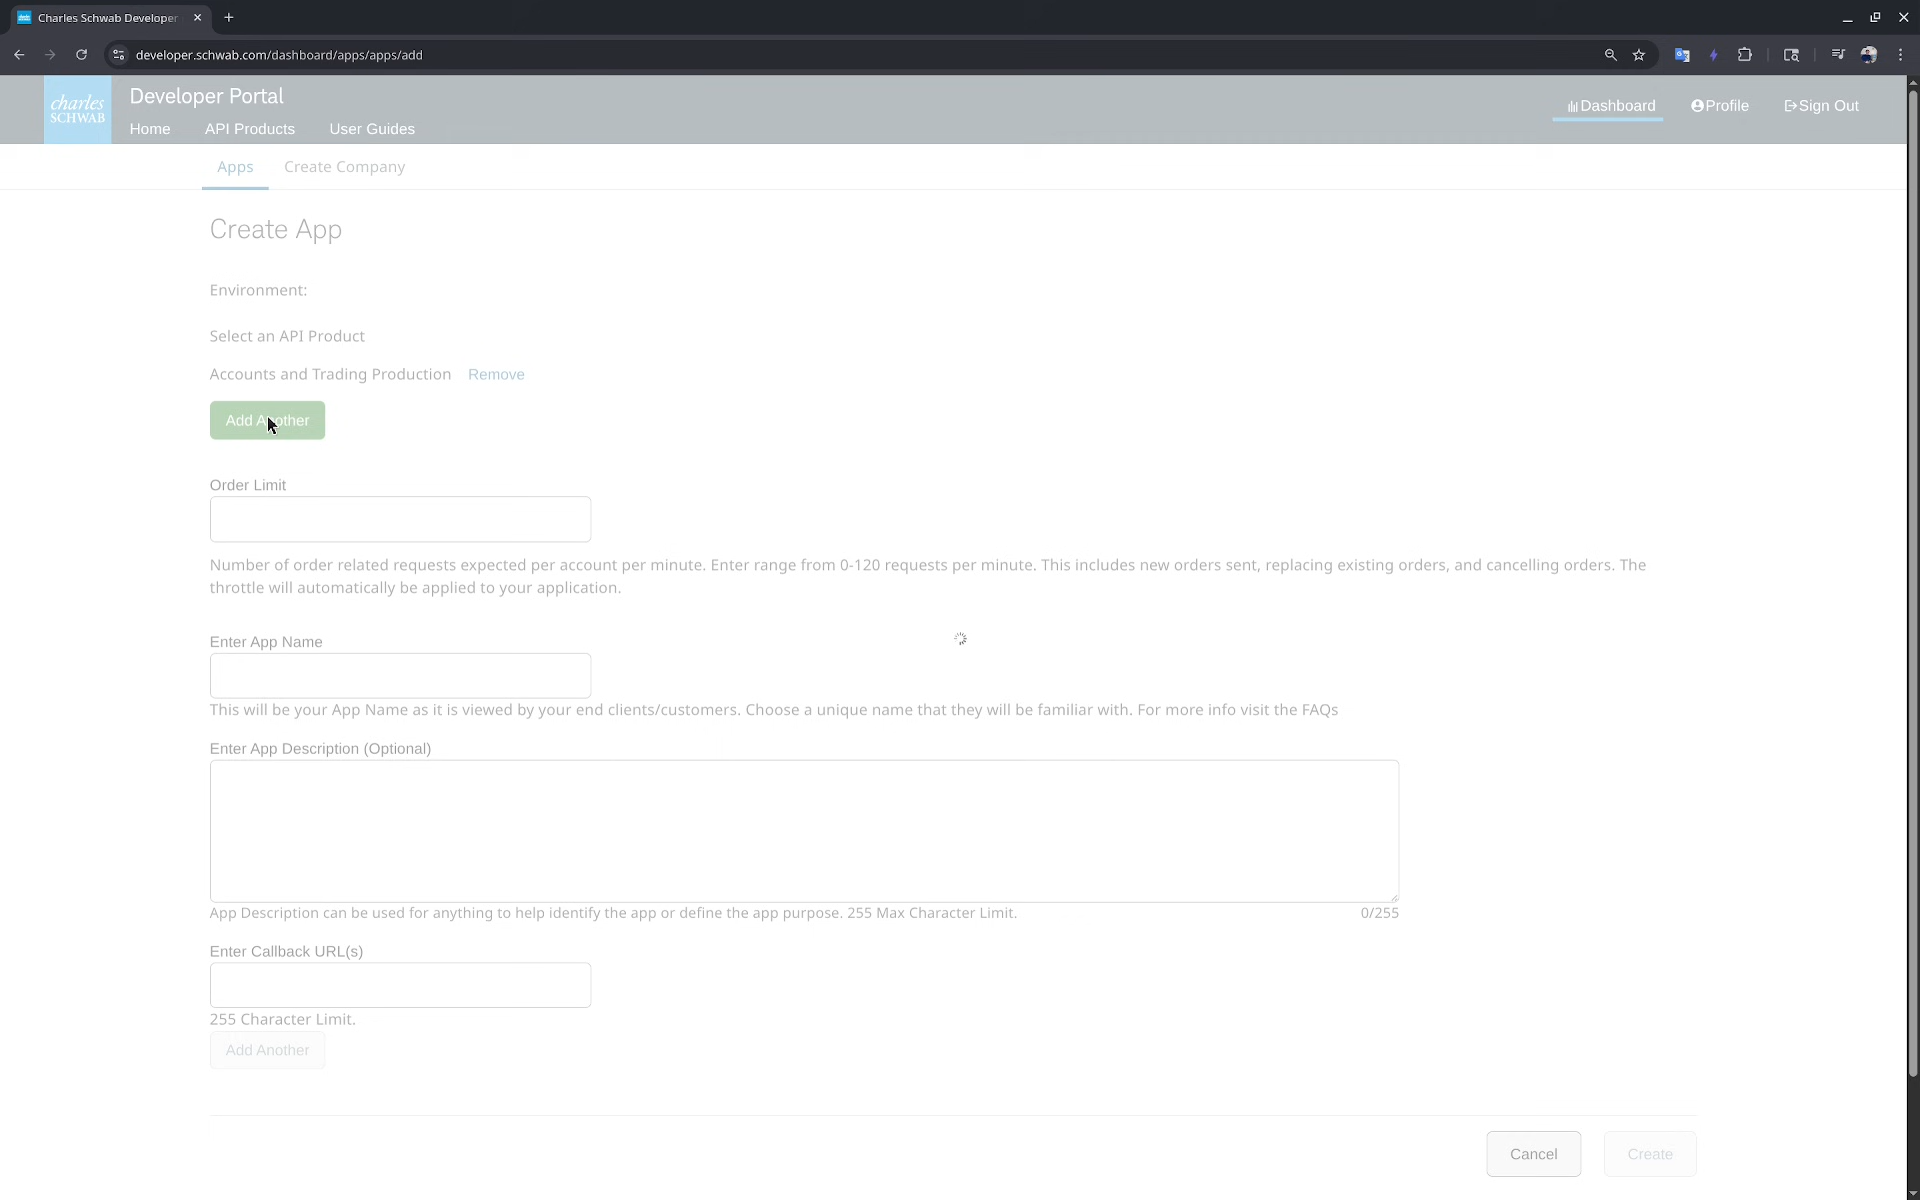 Charles Schwab Developer
developer.schwab.com/dashboard/apps/apps/add
charles
SCHWAB
Developer Portal
Home
API Products
User Guides
Dashboard
Profile
Sign Out
Apps
Create Company
Create App
Environment:
Select an API Product
Accounts and Trading Production
Remove
Add Another
Order Limit
Number of order related requests expected per account per minute. Enter range from 0-120 requests per minute. This includes new orders sent, replacing existing orders, and cancelling orders. The
throttle will automatically be applied to your application.
Enter App Name
This will be your App Name as it is viewed by your end clients/customers. Choose a unique name that they will be familiar with. For more info visit the FAQs
Enter App Description (Optional)
App Description can be used for anything to help identify the app or define the app purpose. 255 Max Character Limit.
0/255
Enter Callback URL(s)
255 Character Limit.
Add Another
Cancel
Create